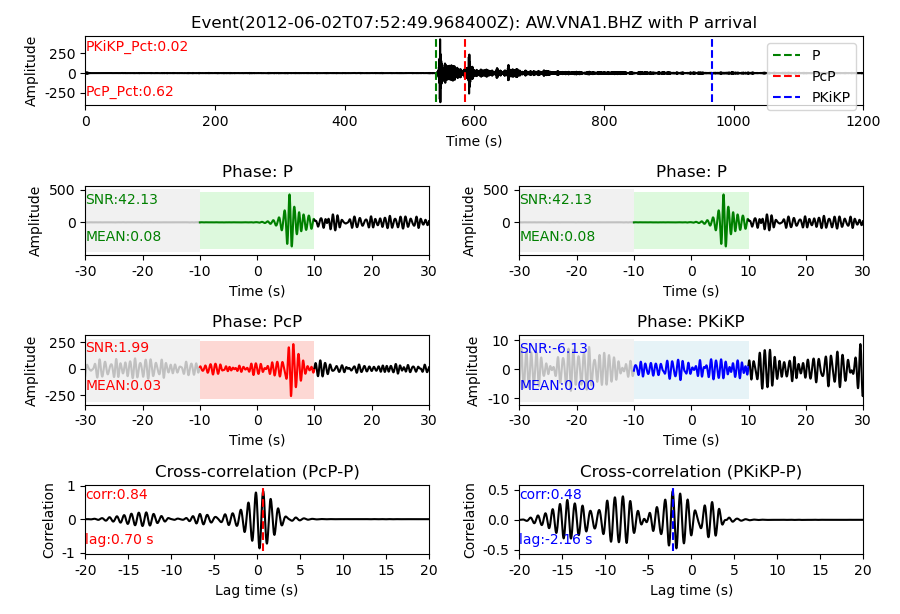 Event(2012-06-02T07:52:49.968400Z): AW.VNA1.BHZ with P arrival
Amplitude
250
0
-250
PKiKP_Pct:0.02
PcP_Pct:0.62
P
PcP
PKiKP
0 200 400 600 800 1000 1200
Time (s)
Phase: P
Amplitude
500
0
SNR:42.13
MEAN:0.08
-30 -20 -10 0 10 20 30
Time (s)
Phase: P
Amplitude
500
0
SNR:42.13
MEAN:0.08
-30 -20 -10 0 10 20 30
Time (s)
Phase: PcP
Amplitude
250
0
-250
SNR:1.99
MEAN:0.03
-30 -20 -10 0 10 20 30
Time (s)
Phase: PKiKP
Amplitude
10
0
-10
SNR:-6.13
MEAN:0.00
-30 -20 -10 0 10 20 30
Time (s)
Cross-correlation (PcP-P)
Correlation
1
0
-1
corr:0.84
lag:0.70 s
-20 -15 -10 -5 0 5 10 15 20
Lag time (s)
Cross-correlation (PKiKP-P)
Correlation
0.5
0.0
-0.5
corr:0.48
lag:-2.16 s
-20 -15 -10 -5 0 5 10 15 20
Lag time (s)